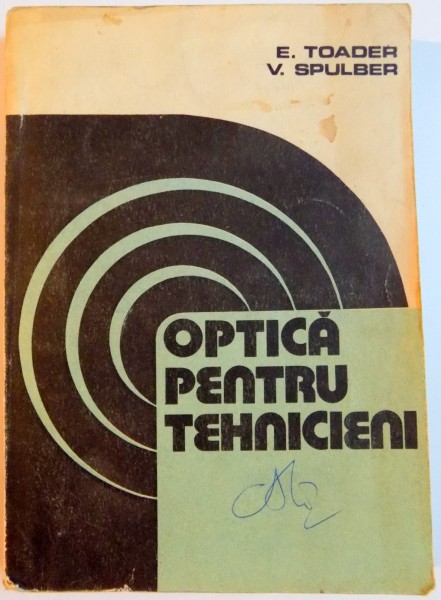 E. TOADER
V. SPULBER
OPTICĂ
PENTRU
TEHNICIENI